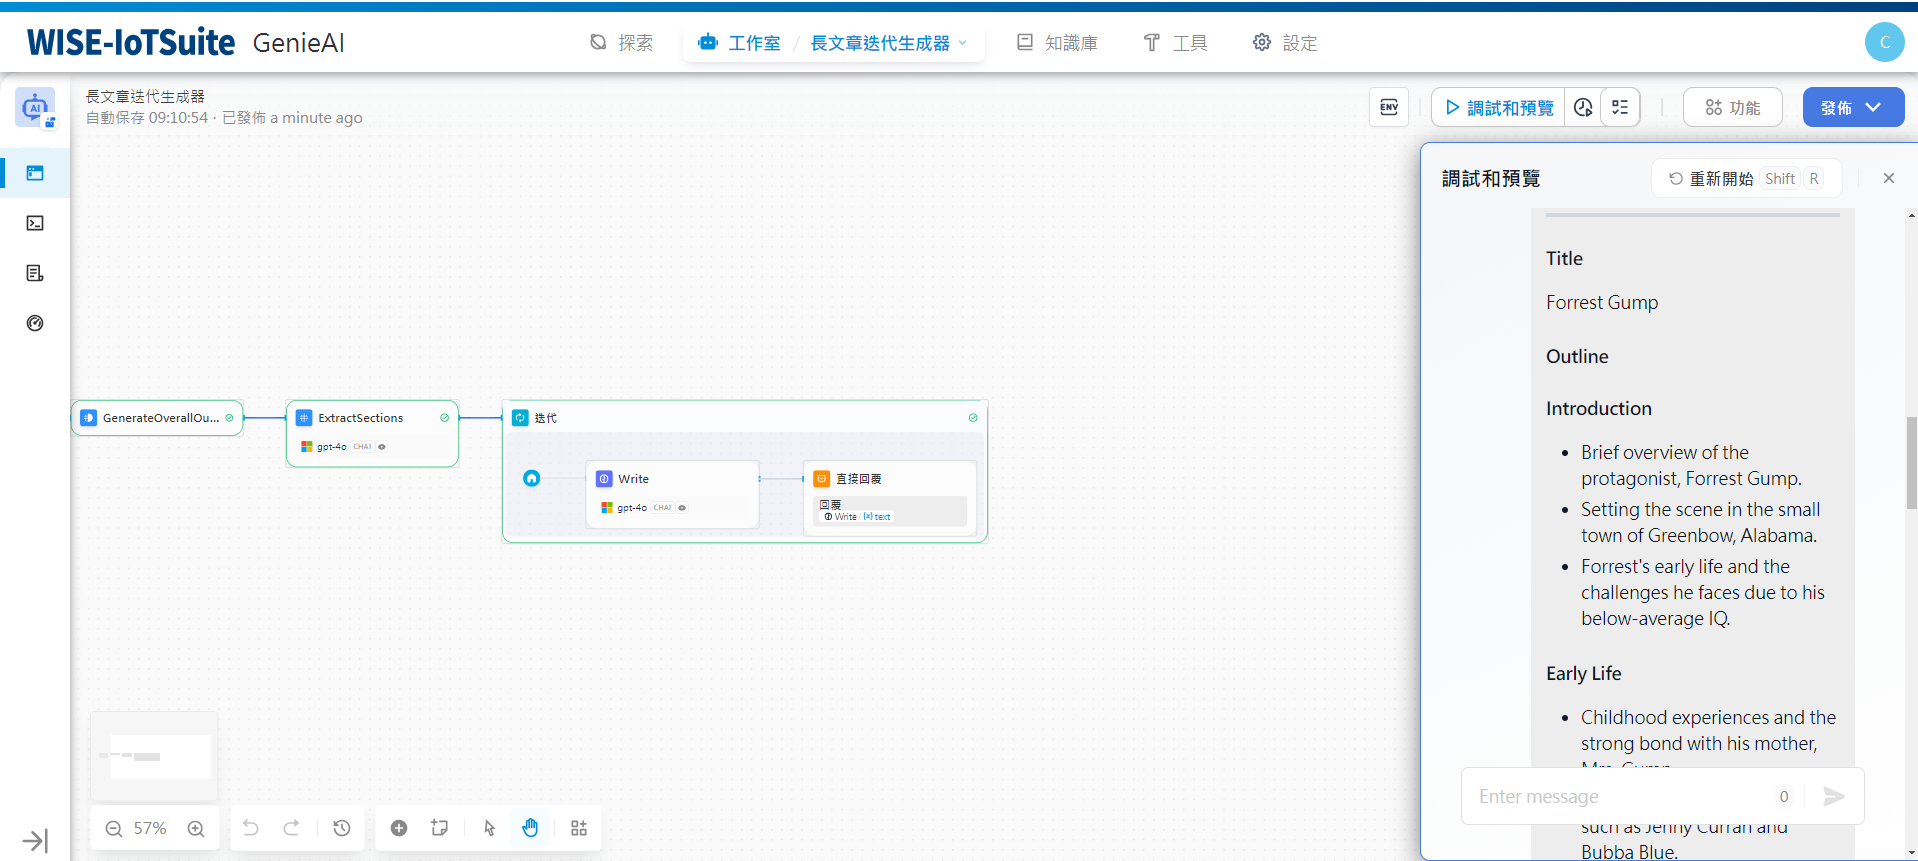 WISE-IoTSuite GenieAI
探索
工作室 / 長文章迭代生成器
知識庫
工具
設定
C
長文章迭代生成器
自動保存 09:10:54 · 已發佈 a minute ago
ENV
調試和預覽
功能
發佈
AI
調試和預覽
重新開始 Shift R
Title
Forrest Gump
Outline
Introduction
Brief overview of the
protagonist, Forrest Gump.
Setting the scene in the small
town of Greenbow, Alabama.
Forrest's early life and the
challenges he faces due to his
below-average IQ.
Early Life
Childhood experiences and the
strong bond with his mother,
Mrs. Gump
Enter message 0
such as Jenny Curran and
Bubba Blue.
GenerateOverallOu...
ExtractSections
gpt-4o CHAT
迭代
Write
gpt-4o CHAT
直接回覆
回覆
Write {x} text
57%